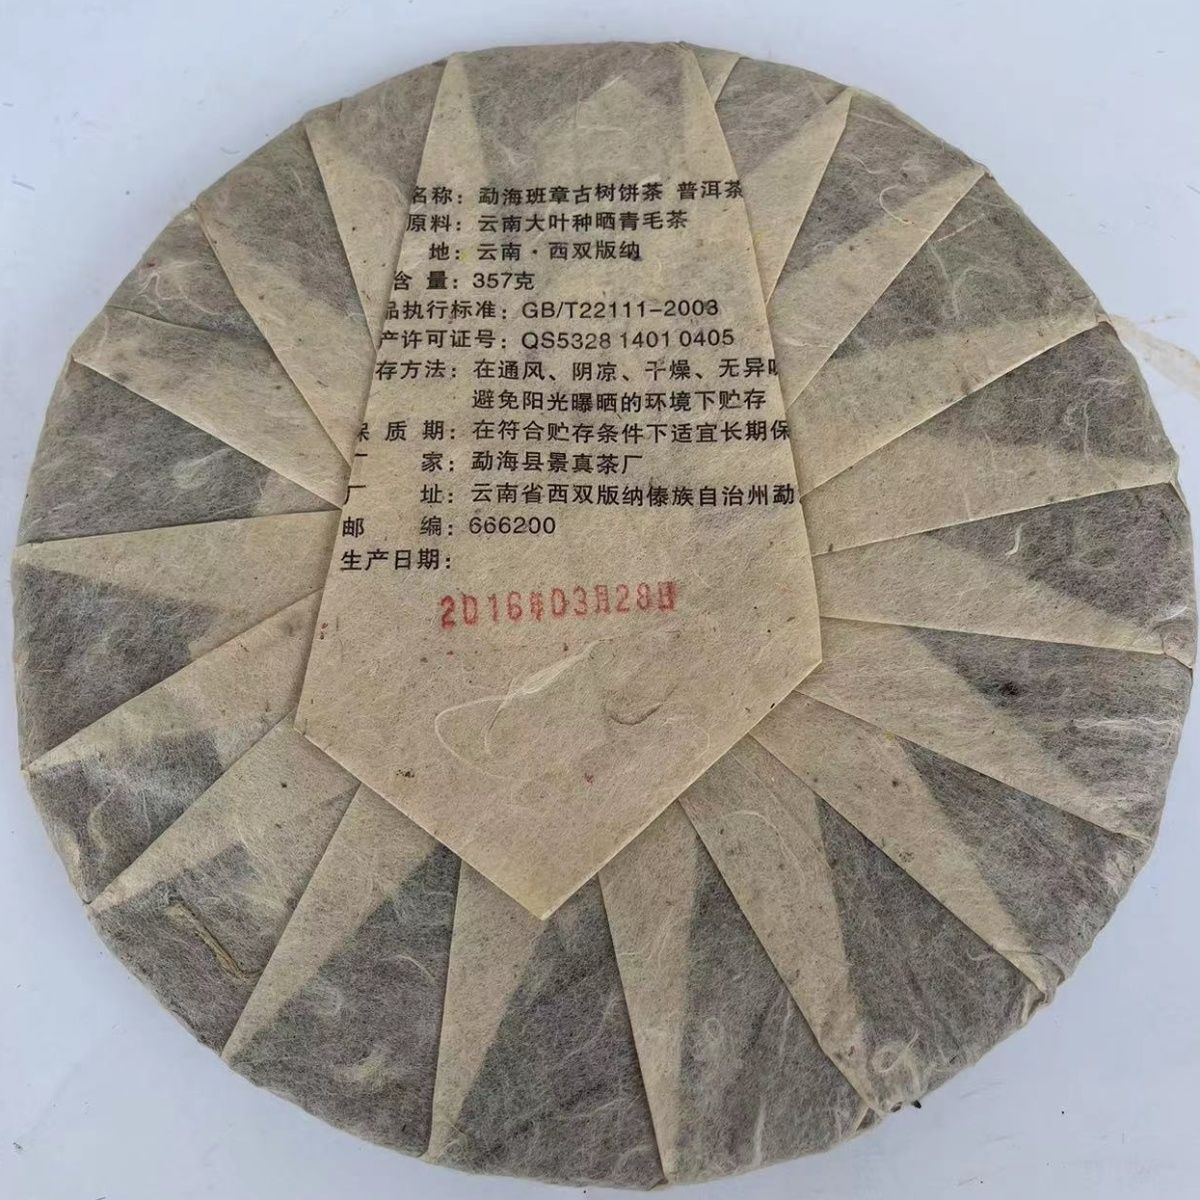 名称：勐海班章古树饼茶 普洱茶
原料：云南大叶种晒青毛茶
地：云南·西双版纳
含 量：357克
品执行标准：GB/T22111-2003
产许可证号：QS5328 1401 0405
存方法：在通风、阴凉、干燥、无异味
避免阳光曝晒的环境下贮存
保 质 期：在符合贮存条件下适宜长期保
厂 家：勐海县景真茶厂
厂 址：云南省西双版纳傣族自治州勐
邮 编：666200
生产日期：
2016年03月28日